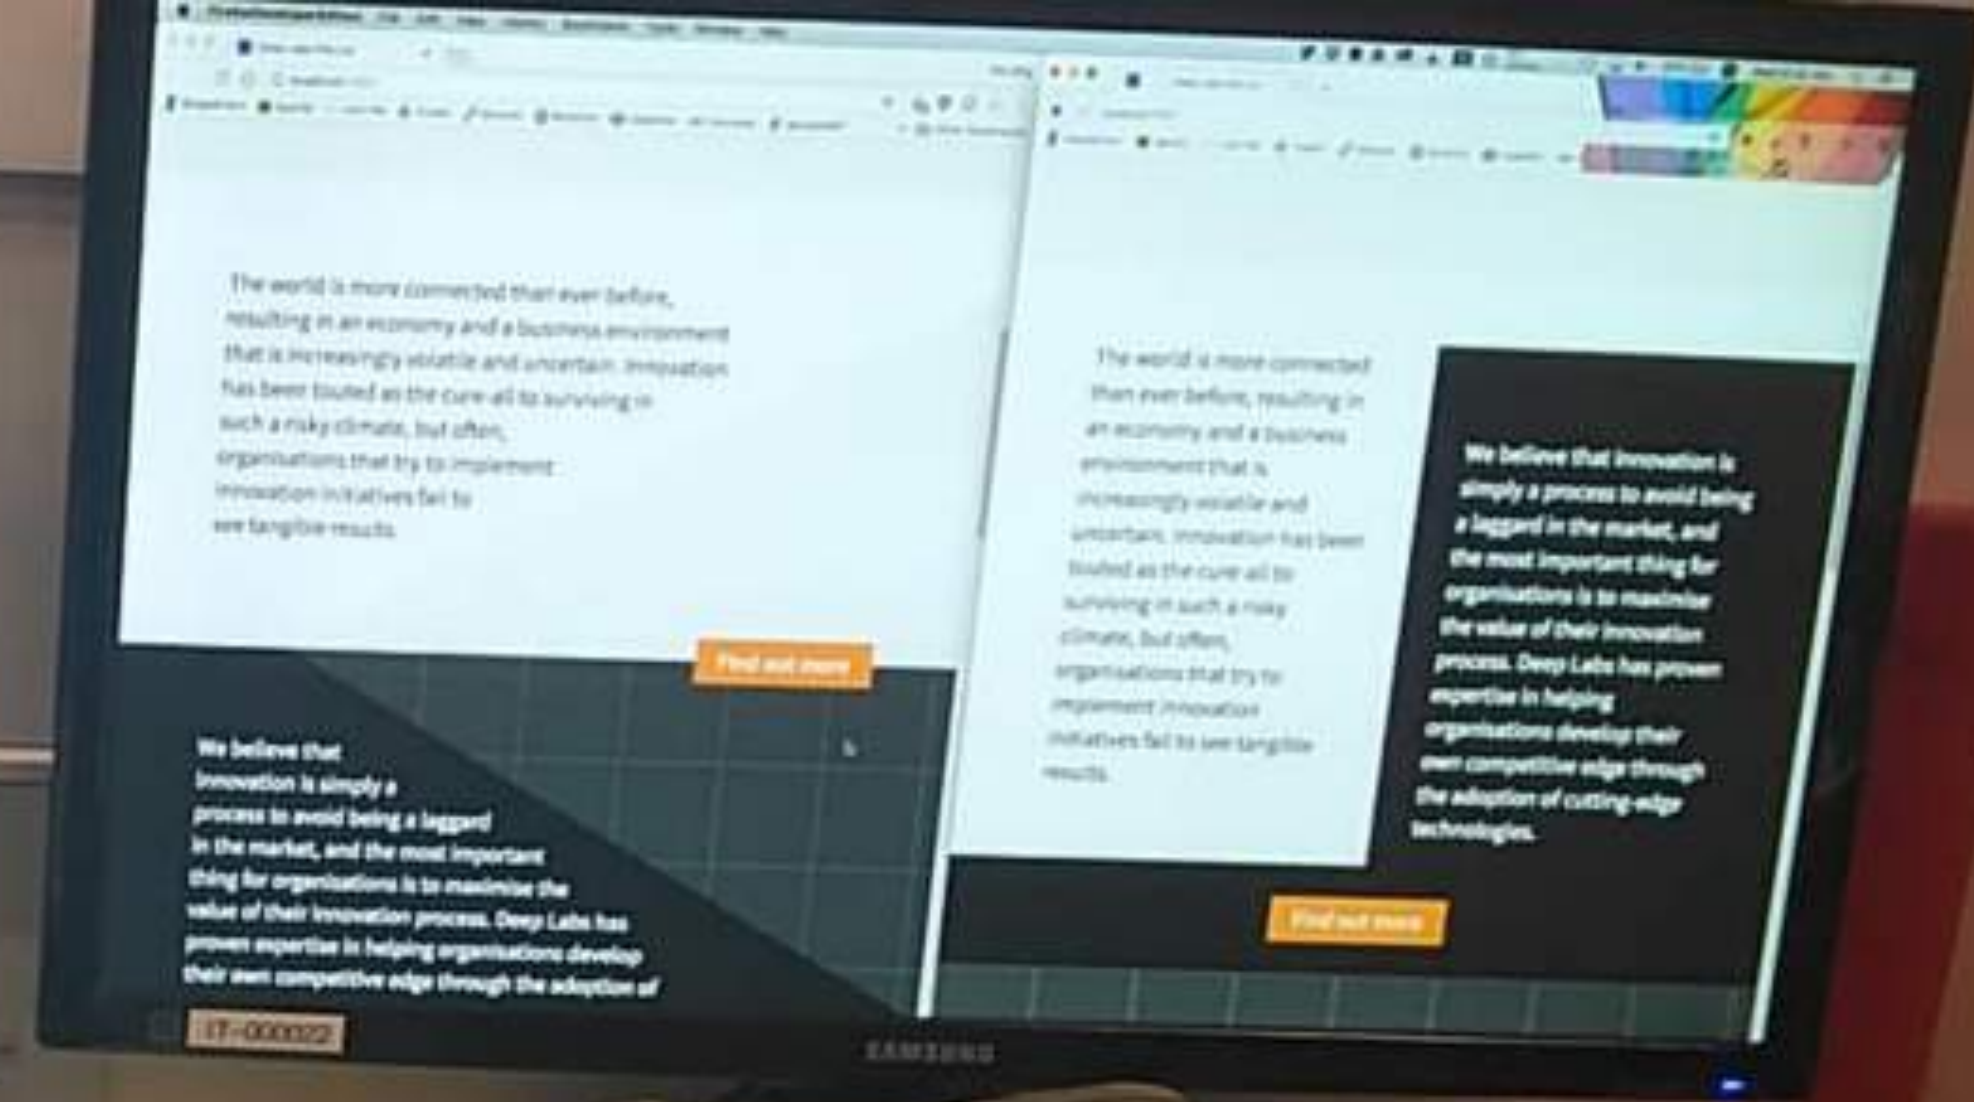 The world is more connected than ever before,
resulting in an economy and a business environment
that is increasingly volatile and uncertain. Innovation
has been touted as the cure-all to surviving in
such a risky climate, but often,
organisations that try to implement
innovation initiatives fail to
see tangible results.
Find out more
We believe that
innovation is simply a
process to avoid being a laggard
in the market, and the most important
thing for organisations is to maximise the
value of their innovation process. Deep Labs has
proven expertise in helping organisations develop
their own competitive edge through the adoption of
The world is more connected
than ever before, resulting in
an economy and a business
environment that is
increasingly volatile and
uncertain. Innovation has been
touted as the cure-all to
surviving in such a risky
climate, but often,
organisations that try to
implement innovation
initiatives fail to see tangible
results.
We believe that innovation is
simply a process to avoid being
a laggard in the market, and
the most important thing for
organisations is to maximise
the value of their innovation
process. Deep Labs has proven
expertise in helping
organisations develop their
own competitive edge through
the adoption of cutting-edge
technologies.
Find out more
IT-000022
SAMSUNG